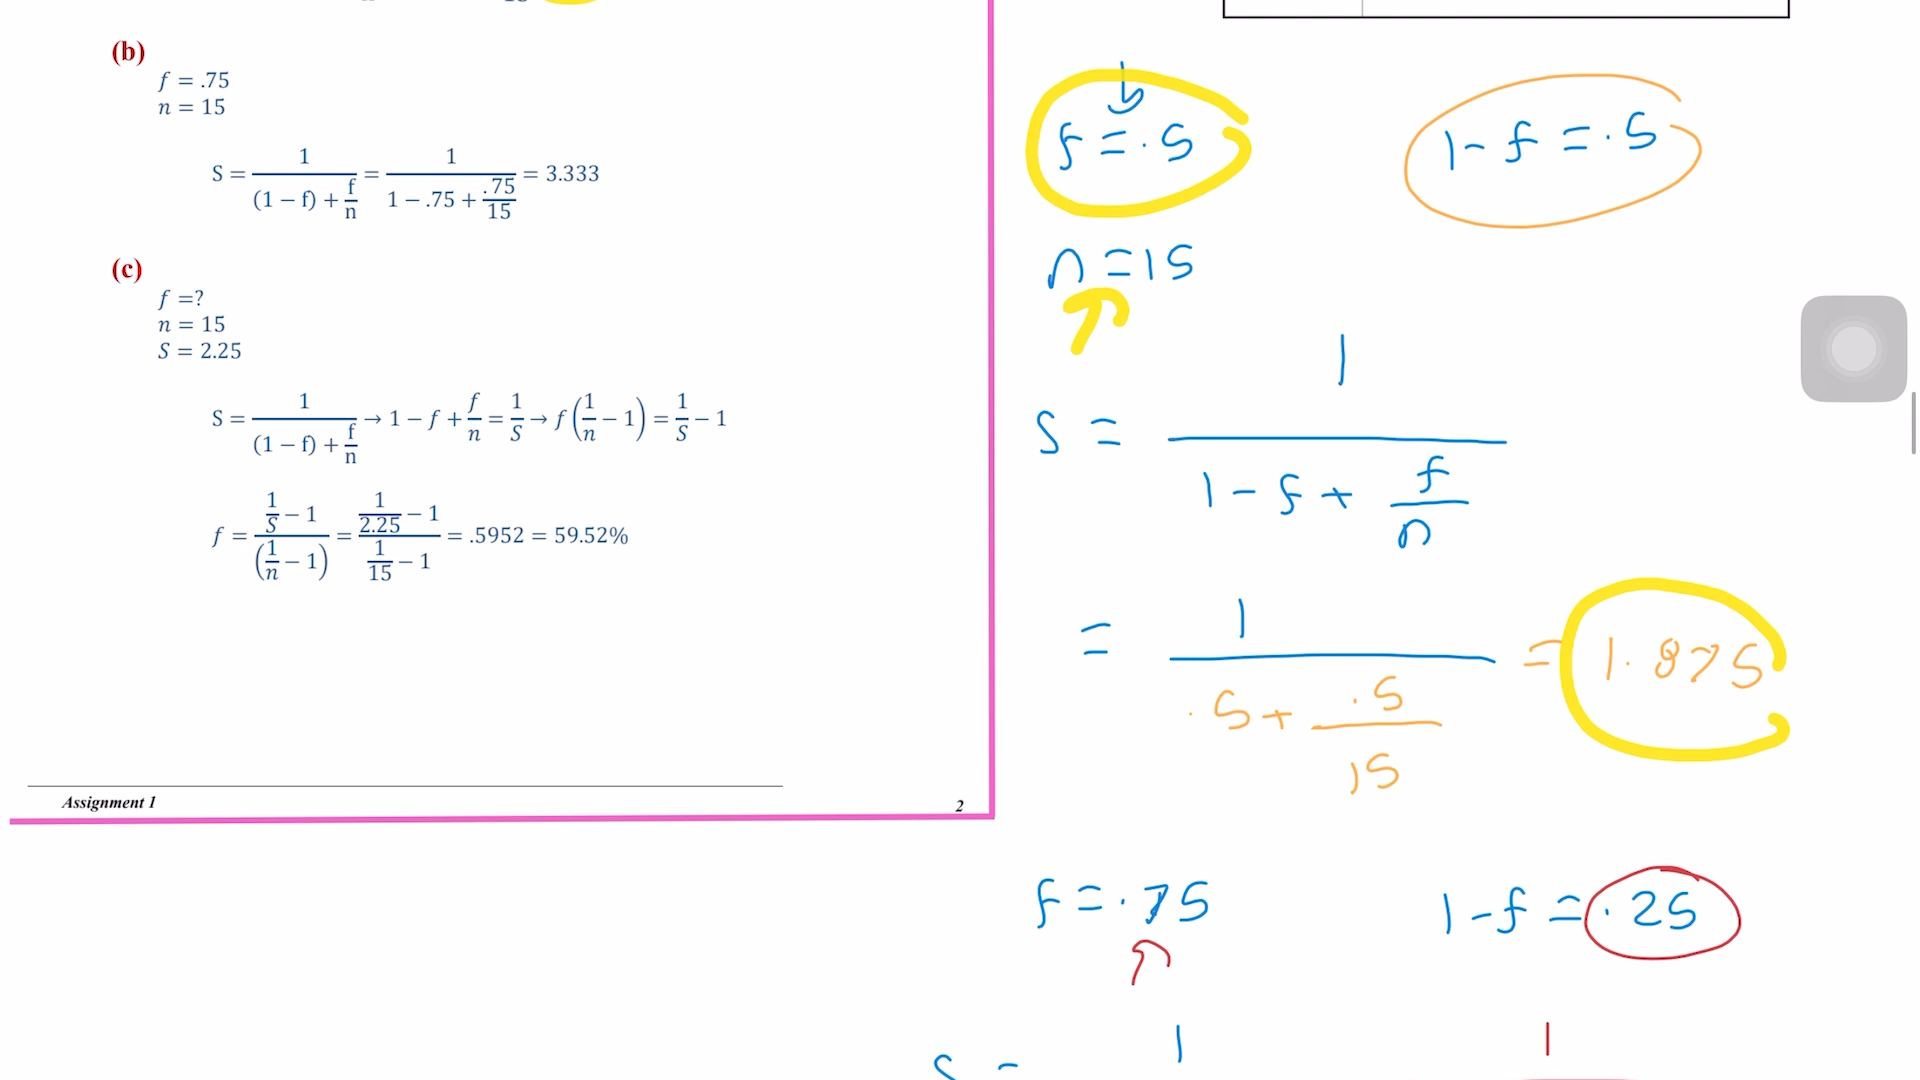 (b)
f = .75
n = 15
S = 1 / ((1 − f) + f/n) = 1 / (1 − .75 + .75/15) = 3.333
(c)
f =?
n = 15
S = 2.25
S = 1 / ((1 − f) + f/n) → 1 − f + f/n = 1/S → f(1/n − 1) = 1/S − 1
f = (1/S − 1) / (1/n − 1) = (1/2.25 − 1) / (1/15 − 1) = .5952 = 59.52%
Assignment 1
2
f = .5
1 - f = .5
n = 15
S = 1 / (1 - f + f/n)
= 1 / (.5 + .5/15) = 1.875
f = .75
1 - f = .25
1
1